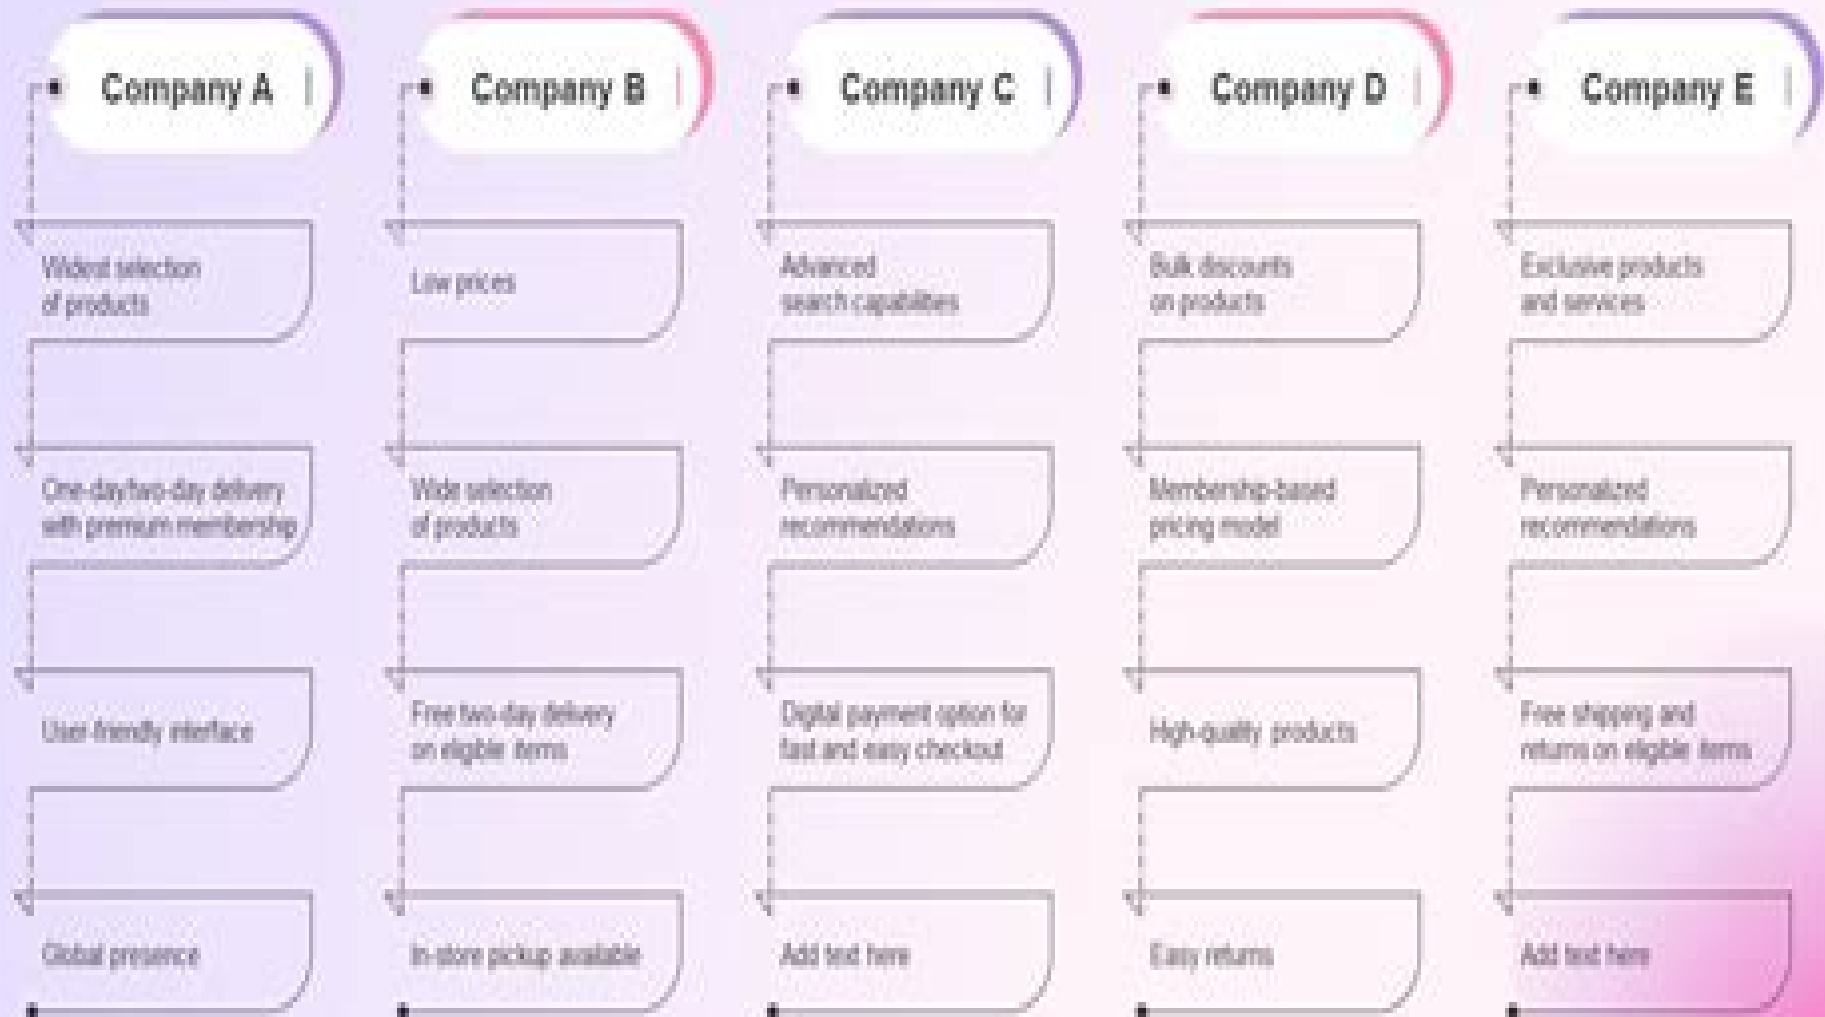 Company A
Company B
Company C
Company D
Company E
Widest selection
of products
Low prices
Advanced
search capabilities
Bulk discounts
on products
Exclusive products
and services
One-day/two-day delivery
with premium membership
Wide selection
of products
Personalized
recommendations
Membership-based
pricing model
Personalized
recommendations
User-friendly interface
Free two-day delivery
on eligible items
Digital payment option for
fast and easy checkout
High-quality products
Free shipping and
returns on eligible items
Global presence
In-store pickup available
Add text here
Easy returns
Add text here